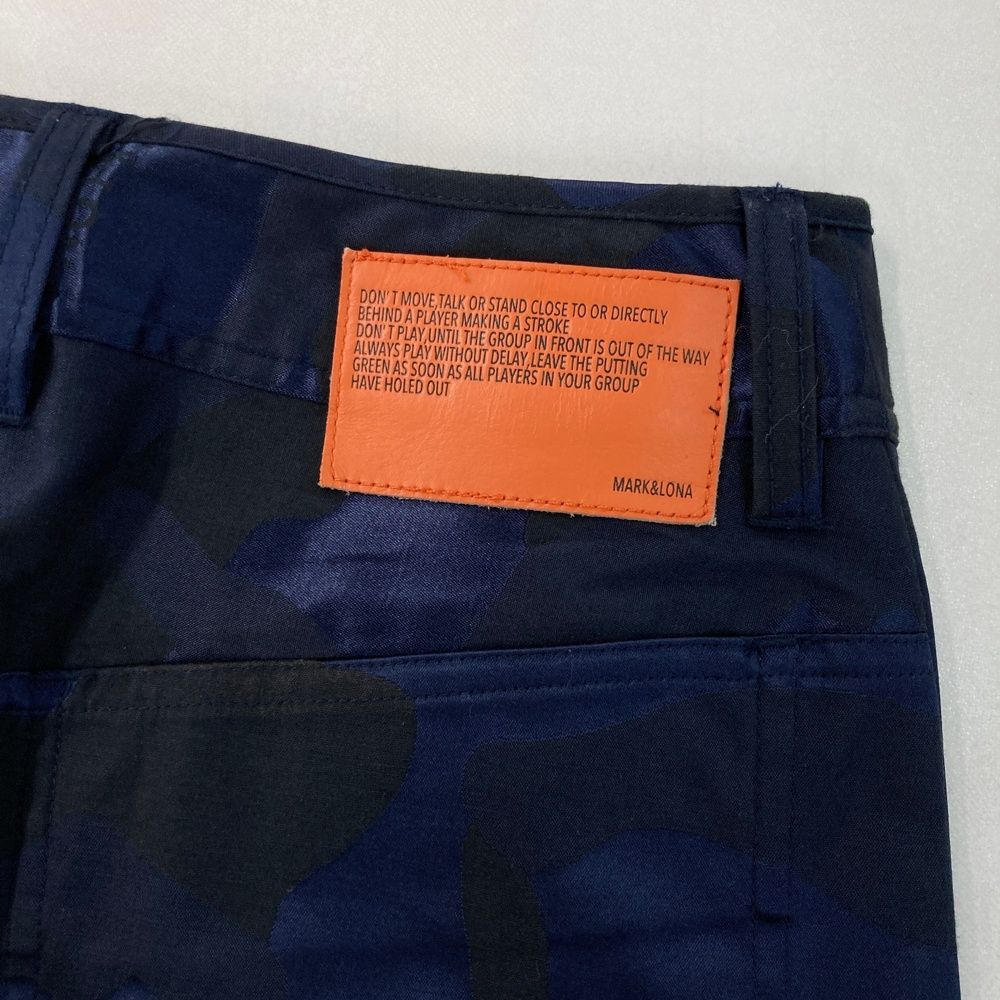 DON'T MOVE,TALK OR STAND CLOSE TO OR DIRECTLY
BEHIND A PLAYER MAKING A STROKE
DON'T PLAY,UNTIL THE GROUP IN FRONT IS OUT OF THE WAY
ALWAYS PLAY WITHOUT DELAY,LEAVE THE PUTTING
GREEN AS SOON AS ALL PLAYERS IN YOUR GROUP
HAVE HOLED OUT
MARK&LONA